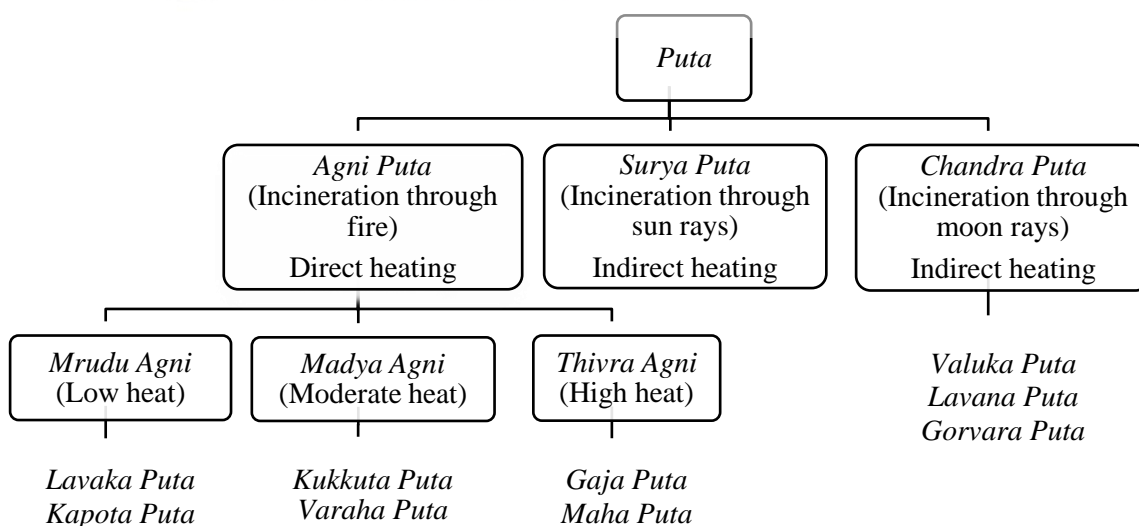 Puta
Agni Puta
(Incineration through
fire)
Direct heating
Surya Puta
(Incineration through
sun rays)
Indirect heating
Chandra Puta
(Incineration through
moon rays)
Indirect heating
Mrudu Agni
(Low heat)
Madya Agni
(Moderate heat)
Thivra Agni
(High heat)
Valuka Puta
Lavana Puta
Gorvara Puta
Lavaka Puta
Kapota Puta
Kukkuta Puta
Varaha Puta
Gaja Puta
Maha Puta